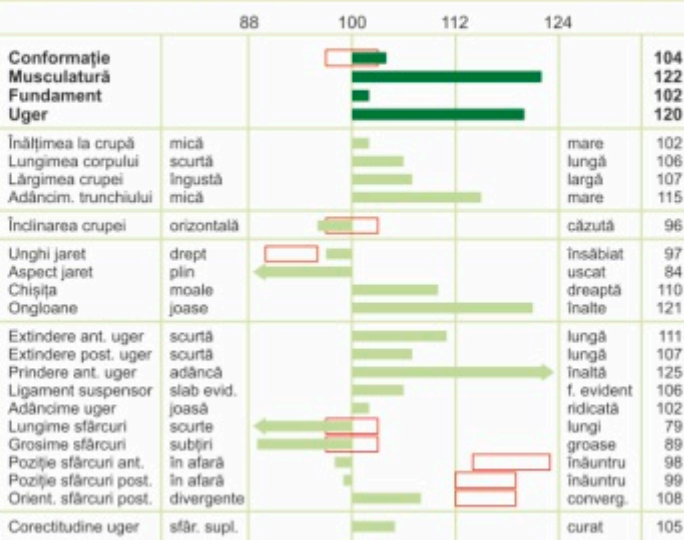 88 100 112 124
Conformație 104
Musculatură 122
Fundament 102
Uger 120
Înălțimea la crupă mică mare 102
Lungimea corpului scurtă lungă 106
Lărgimea crupei îngustă largă 107
Adâncim. trunchiului mică mare 115
Înclinarea crupei orizontală căzută 96
Unghi jaret drept însăbiat 97
Aspect jaret plin uscat 84
Chișița moale dreaptă 110
Ongloane joase înalte 121
Extindere ant. uger scurtă lungă 111
Extindere post. uger scurtă lungă 107
Prindere ant. uger adâncă înaltă 125
Ligament suspensor slab evid. f. evident 106
Adâncime uger joasă ridicată 102
Lungime sfârcuri scurte lungi 79
Grosime sfârcuri subțiri groase 89
Poziție sfârcuri ant. în afară înăuntru 98
Poziție sfârcuri post. în afară înăuntru 99
Orient. sfârcuri post. divergente converg. 108
Corectitudine uger sfâr. supl. curat 105